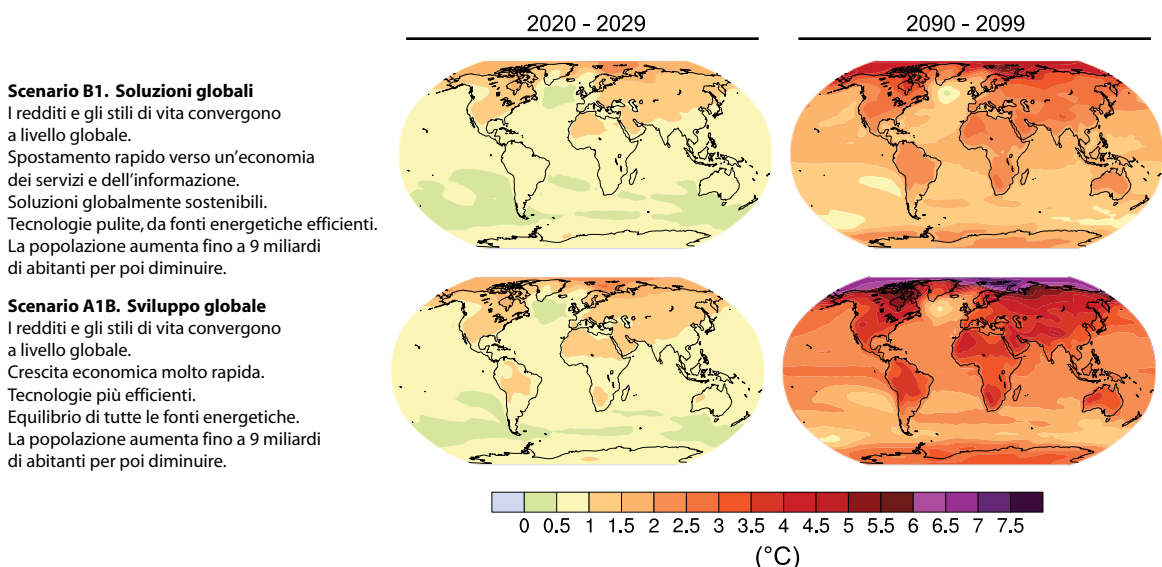 2020 - 2029
2090 - 2099
Scenario B1. Soluzioni globali
I redditi e gli stili di vita convergono
a livello globale.
Spostamento rapido verso un'economia
dei servizi e dell'informazione.
Soluzioni globalmente sostenibili.
Tecnologie pulite, da fonti energetiche efficienti.
La popolazione aumenta fino a 9 miliardi
di abitanti per poi diminuire.
Scenario A1B. Sviluppo globale
I redditi e gli stili di vita convergono
a livello globale.
Crescita economica molto rapida.
Tecnologie più efficienti.
Equilibrio di tutte le fonti energetiche.
La popolazione aumenta fino a 9 miliardi
di abitanti per poi diminuire.
0 0.5 1 1.5 2 2.5 3 3.5 4 4.5 5 5.5 6 6.5 7 7.5
(°C)